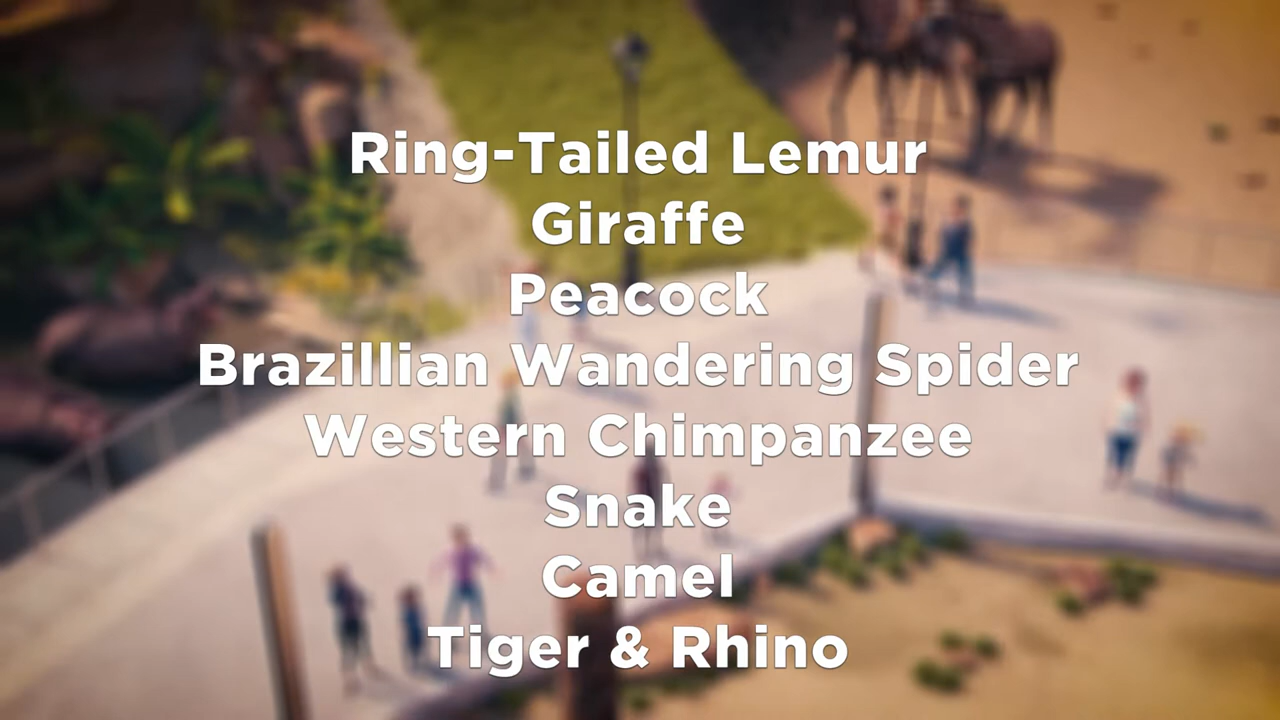 Ring-Tailed Lemur
Giraffe
Peacock
Brazillian Wandering Spider
Western Chimpanzee
Snake
Camel
Tiger & Rhino